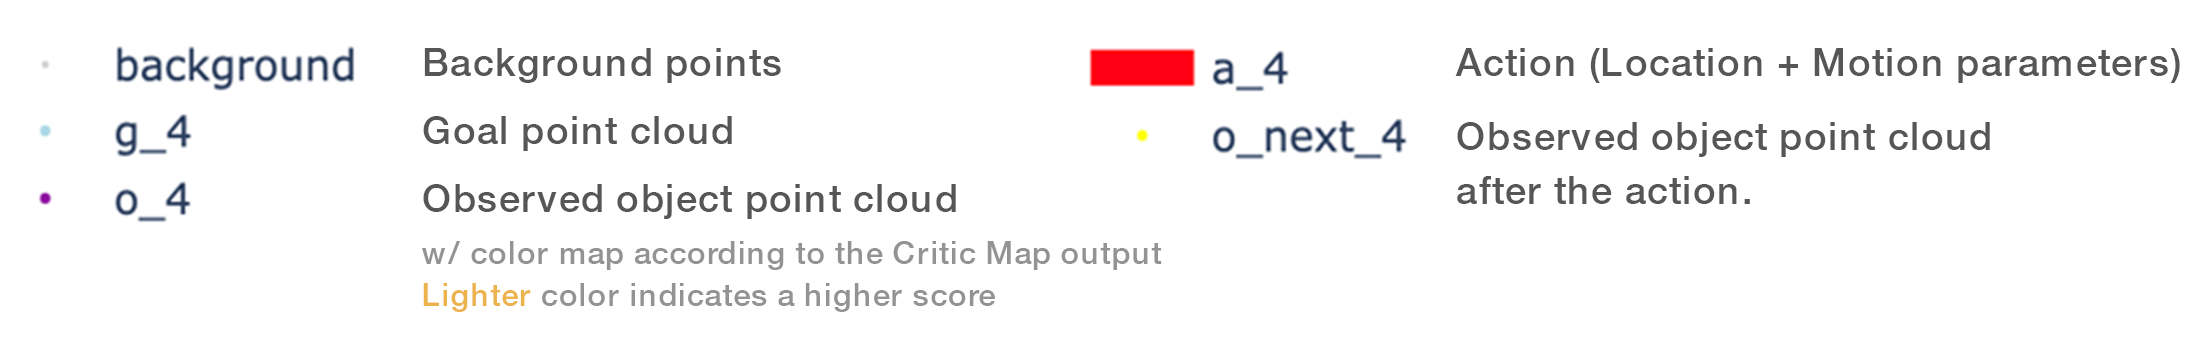 background Background points
g_4 Goal point cloud
o_4 Observed object point cloud
w/ color map according to the Critic Map output
Lighter color indicates a higher score
a_4 Action (Location + Motion parameters)
o_next_4 Observed object point cloud
after the action.